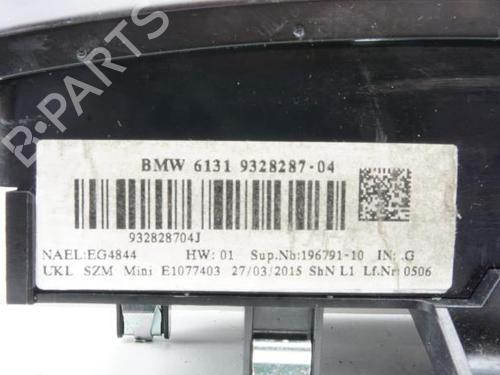 BMW 6131 9328287-04
932828704J
NAEL:EG4844 HW: 01 Sup.Nb:196791-10 IN: .G
UKL SZM Mini E1077403 27/03/2015 ShN L1 Lf.Nr 0506
B-PARTS